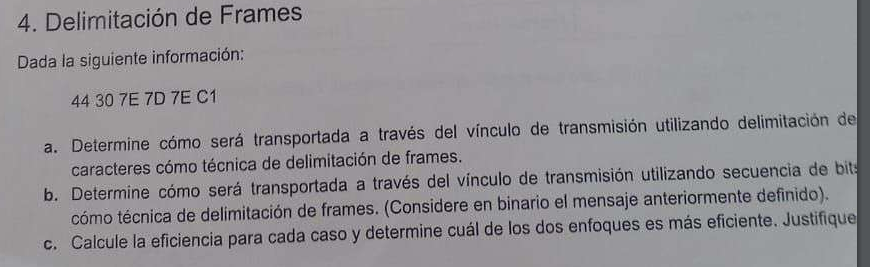 4. Delimitación de Frames
Dada la siguiente información:
44 30 7E 7D 7E C1
a. Determine cómo será transportada a través del vínculo de transmisión utilizando delimitación de
caracteres cómo técnica de delimitación de frames.
b. Determine cómo será transportada a través del vínculo de transmisión utilizando secuencia de bits
cómo técnica de delimitación de frames. (Considere en binario el mensaje anteriormente definido).
c. Calcule la eficiencia para cada caso y determine cuál de los dos enfoques es más eficiente. Justifique